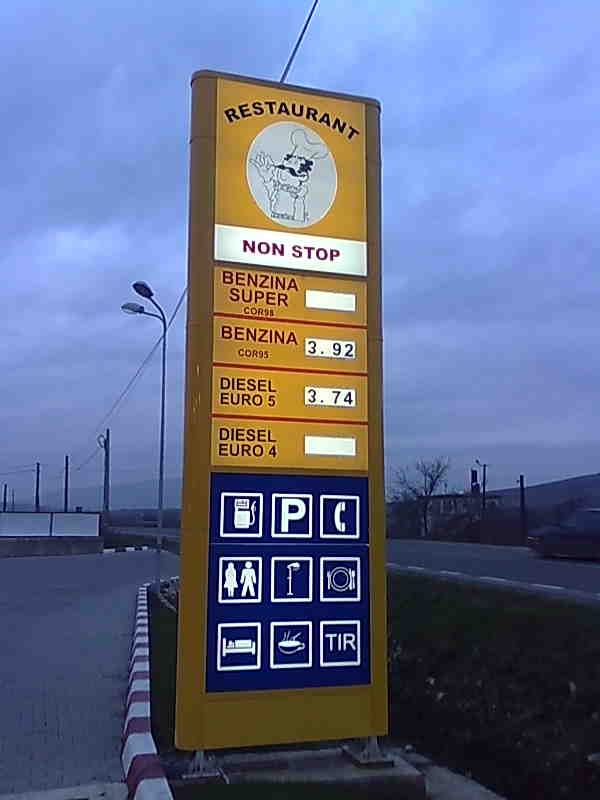 RESTAURANT
NON STOP
BENZINA
SUPER
COR98
BENZINA
COR95
3.92
DIESEL
EURO 5
3.74
DIESEL
EURO 4
P
TIR